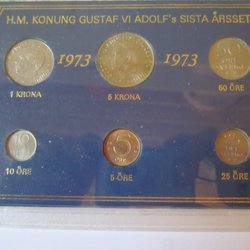 H.M. KONUNG GUSTAF VI ADOLF's SISTA ÅRSSET
1973 1973
1 KRONA 5 KRONA 50 ÖRE
10 ÖRE 5 ÖRE 25 ÖRE